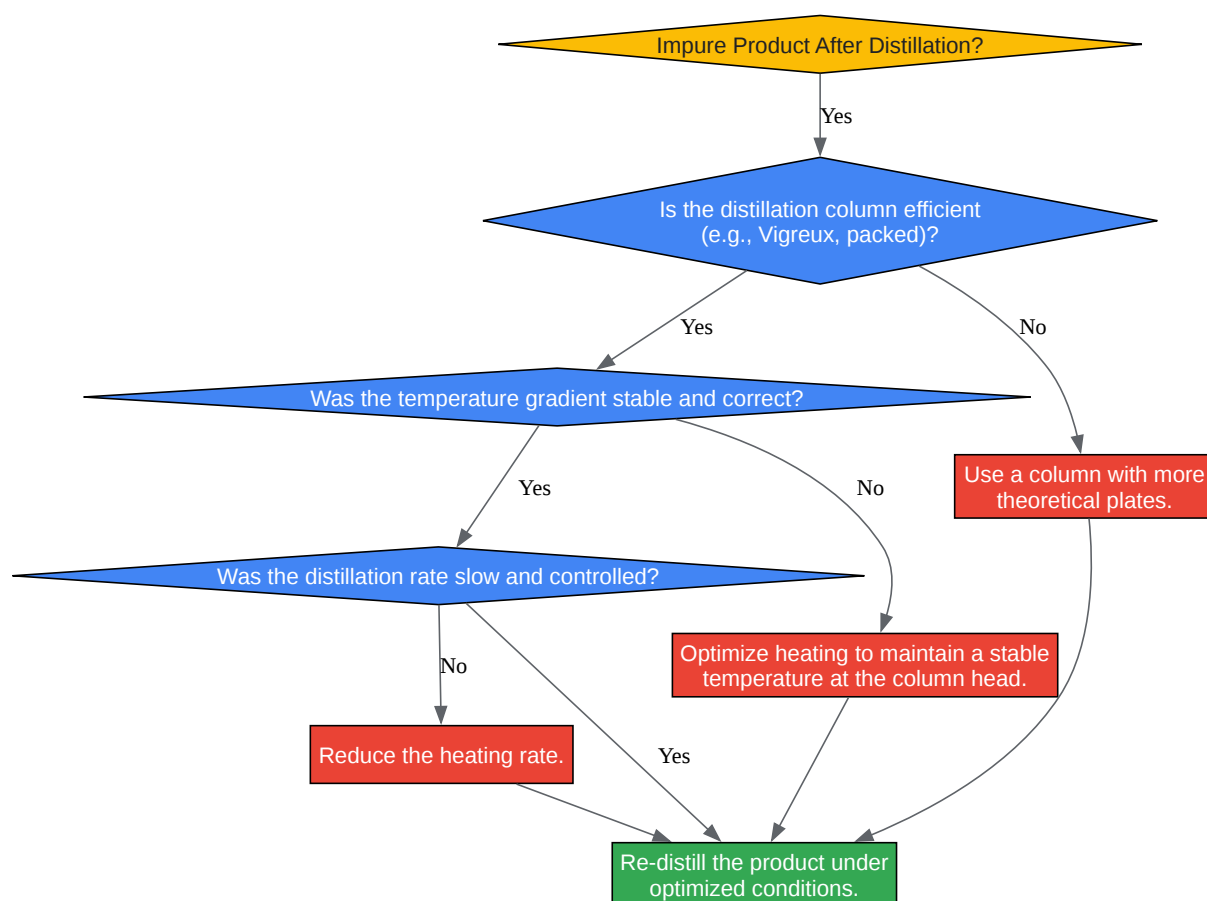 Impure Product After Distillation?
Yes
Is the distillation column efficient
(e.g., Vigreux, packed)?
Yes
No
Was the temperature gradient stable and correct?
Use a column with more
theoretical plates.
Yes
No
Was the distillation rate slow and controlled?
Optimize heating to maintain a stable
temperature at the column head.
No
Yes
Reduce the heating rate.
Re-distill the product under
optimized conditions.